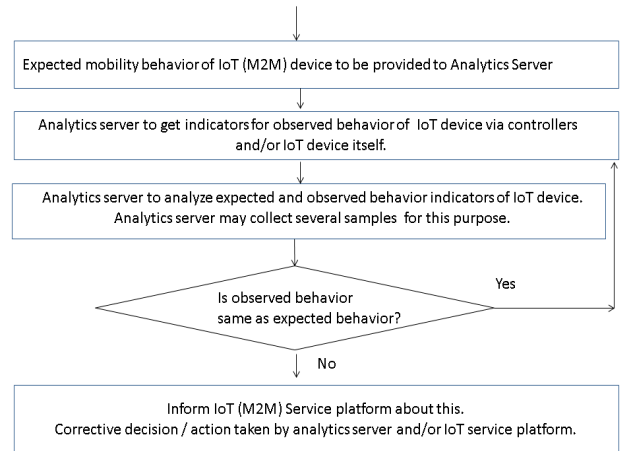 Expected mobility behavior of IoT (M2M) device to be provided to Analytics Server
Analytics server to get indicators for observed behavior of IoT device via controllers
and/or IoT device itself.
Analytics server to analyze expected and observed behavior indicators of IoT device.
Analytics server may collect several samples for this purpose.
Is observed behavior
same as expected behavior?
Yes
No
Inform IoT (M2M) Service platform about this.
Corrective decision / action taken by analytics server and/or IoT service platform.